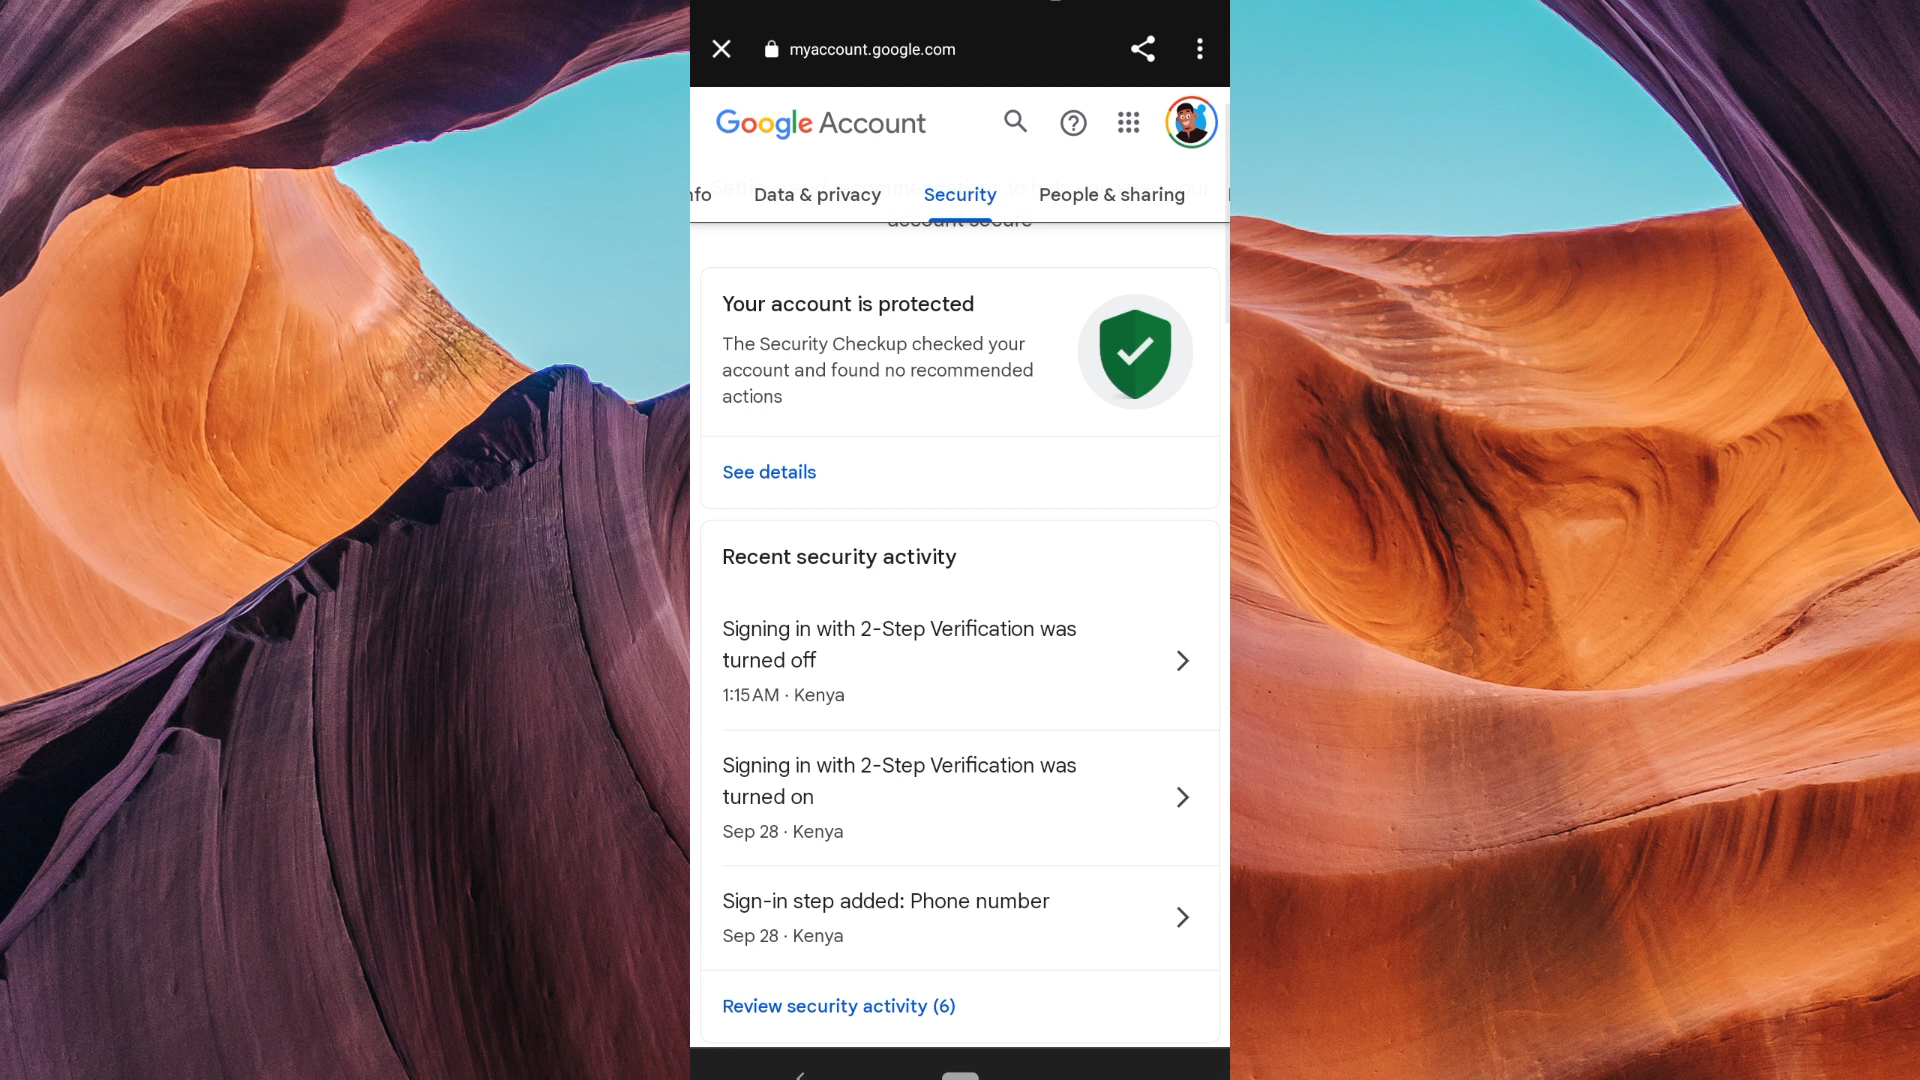 myaccount.google.com
Google Account
Data & privacy
Security
People & sharing
account secure
Your account is protected
The Security Checkup checked your
account and found no recommended
actions
See details
Recent security activity
Signing in with 2-Step Verification was
turned off
1:15 AM · Kenya
Signing in with 2-Step Verification was
turned on
Sep 28 · Kenya
Sign-in step added: Phone number
Sep 28 · Kenya
Review security activity (6)